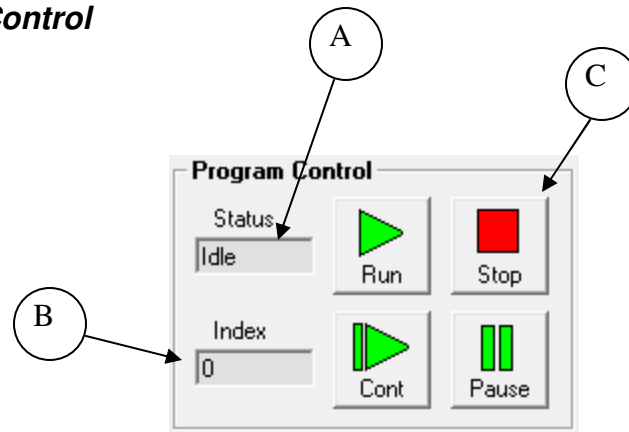 Control
A
C
Program Control
Status
Idle
Run
Stop
B
Index
0
Cont
Pause